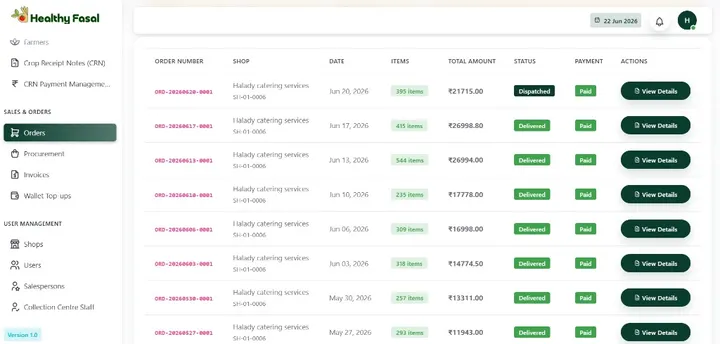 Healthy Fasal
22 Jun 2026
H
Farmers
Crop Receipt Notes (CRN)
CRN Payment Manageme...
SALES & ORDERS
Orders
Procurement
Invoices
Wallet Top-ups
USER MANAGEMENT
Shops
Users
Salespersons
Collection Centre Staff
Version 1.0
ORDER NUMBER SHOP DATE ITEMS TOTAL AMOUNT STATUS PAYMENT ACTIONS
ORD-20260620-0001 Halady catering services SH-01-0006 Jun 20, 2026 395 items ₹21715.00 Dispatched Paid View Details
ORD-20260617-0001 Halady catering services SH-01-0006 Jun 17, 2026 415 items ₹26998.80 Delivered Paid View Details
ORD-20260613-0001 Halady catering services SH-01-0006 Jun 13, 2026 544 items ₹26994.00 Delivered Paid View Details
ORD-20260610-0001 Halady catering services SH-01-0006 Jun 10, 2026 235 items ₹17778.00 Delivered Paid View Details
ORD-20260606-0001 Halady catering services SH-01-0006 Jun 06, 2026 309 items ₹16998.00 Delivered Paid View Details
ORD-20260603-0001 Halady catering services SH-01-0006 Jun 03, 2026 318 items ₹14774.50 Delivered Paid View Details
ORD-20260530-0001 Halady catering services SH-01-0006 May 30, 2026 257 items ₹13311.00 Delivered Paid View Details
ORD-20260527-0001 Halady catering services SH-01-0006 May 27, 2026 293 items ₹11943.00 Delivered Paid View Details